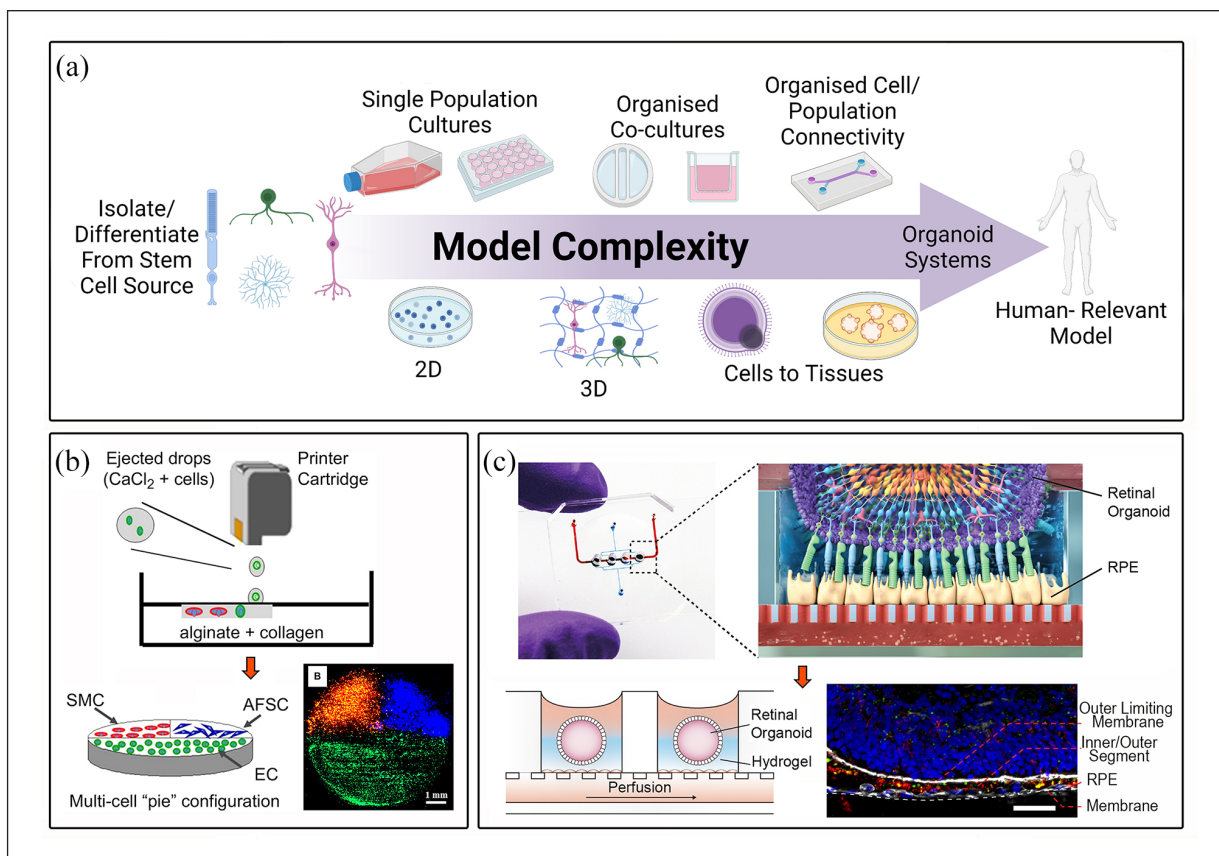 (a)
Single Population
Cultures
Organised
Co-cultures
Organised Cell/
Population
Connectivity
Isolate/
Differentiate
From Stem
Cell Source
Model Complexity
Organoid
Systems
Human- Relevant
Model
2D
3D
Cells to Tissues
(b)
Ejected drops
(CaCl₂ + cells)
Printer
Cartridge
alginate + collagen
SMC
AFSC
EC
Multi-cell “pie” configuration
B
1 mm
(c)
Retinal
Organoid
RPE
Retinal
Organoid
Hydrogel
Perfusion
Outer Limiting
Membrane
Inner/Outer
Segment
RPE
Membrane